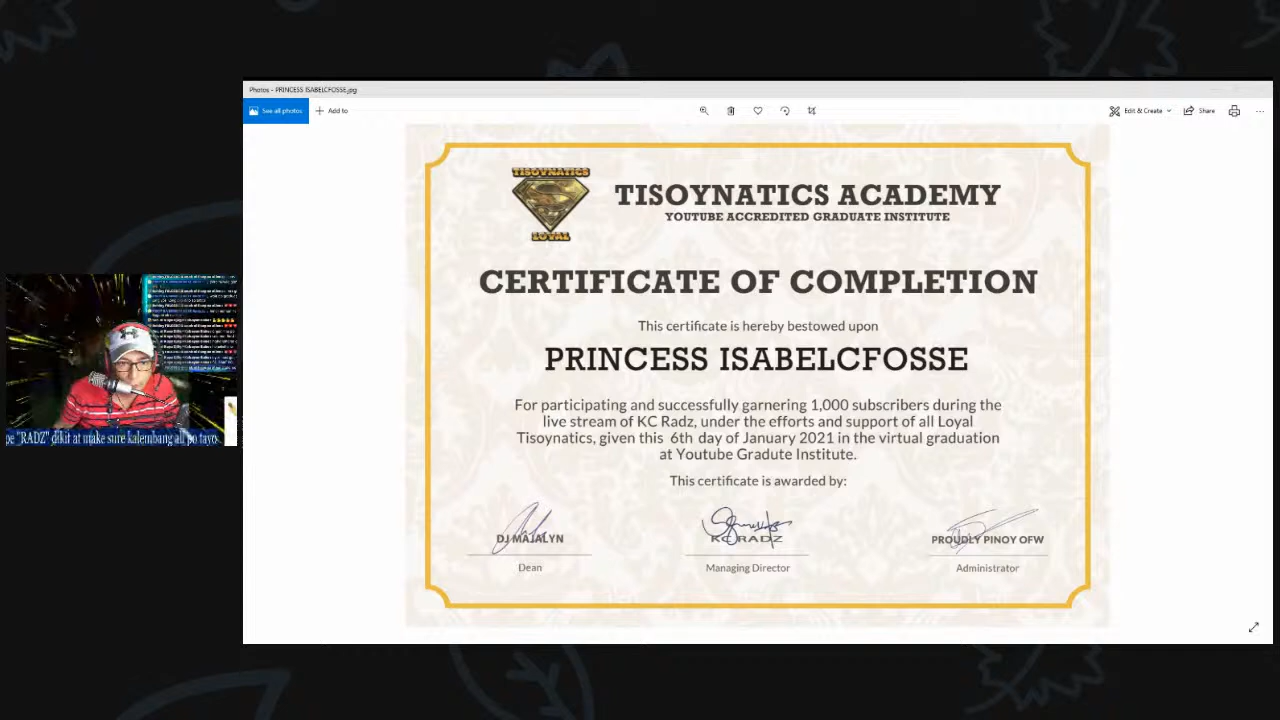 Photos - PRINCESS ISABELCFOSSE.jpg
See all photos
Add to
Edit & Create
Share
TISOYNATICS
LOYAL
TISOYNATICS ACADEMY
YOUTUBE ACCREDITED GRADUATE INSTITUTE
CERTIFICATE OF COMPLETION
This certificate is hereby bestowed upon
PRINCESS ISABELCFOSSE
For participating and successfully garnering 1,000 subscribers during the
live stream of KC Radz, under the efforts and support of all Loyal
Tisoynatics, given this 6th day of January 2021 in the virtual graduation
at Youtube Gradute Institute.
This certificate is awarded by:
DJ MAJALYN
Dean
KC RADZ
Managing Director
PROUDLY PINOY OFW
Administrator
"RADZ" dikit at make sure kalembang all po tayo